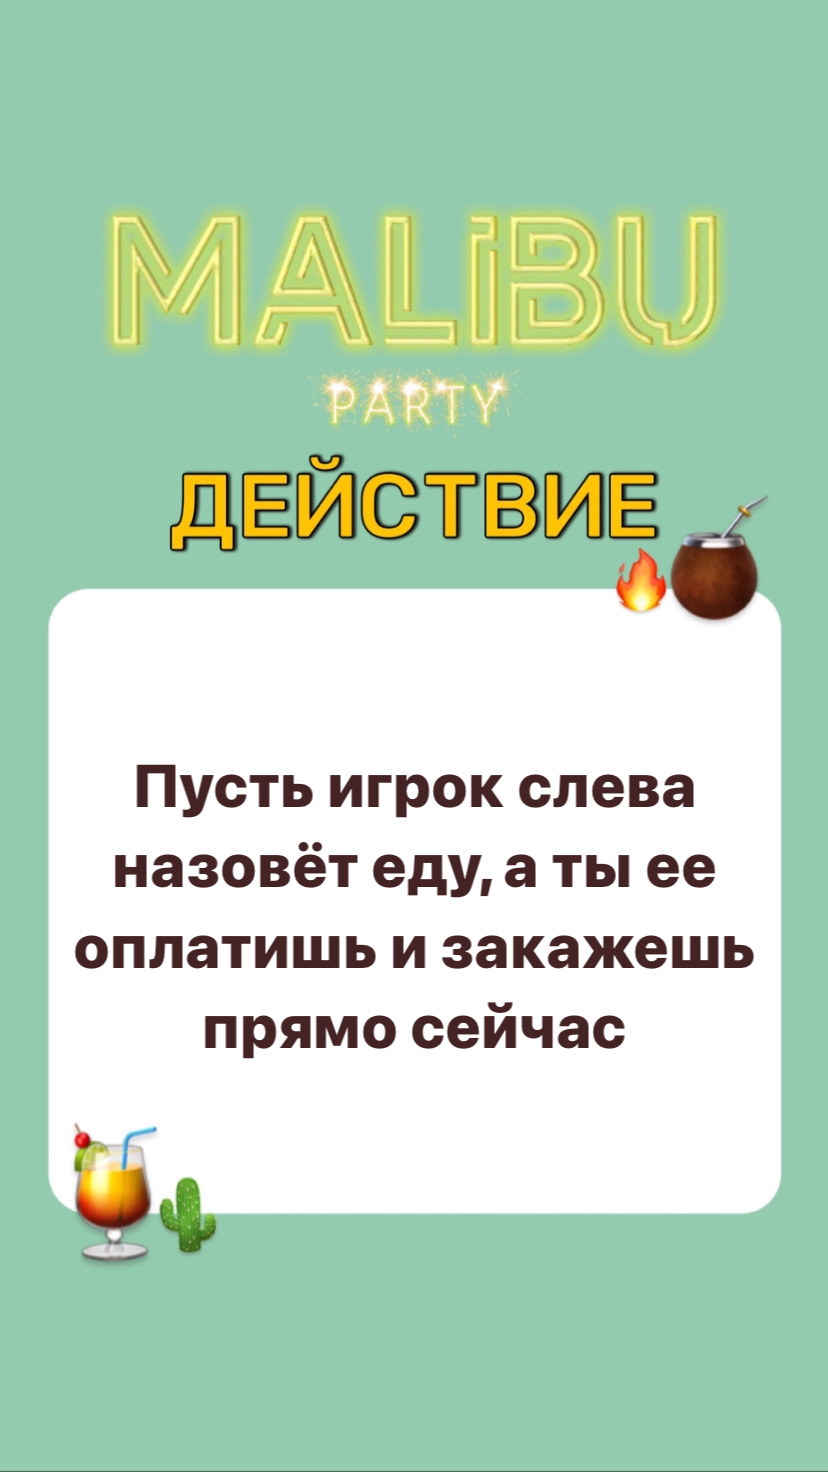 MALIBU
PARTY
ДЕЙСТВИЕ
Пусть игрок слева
назовёт еду, а ты ее
оплатишь и закажешь
прямо сейчас